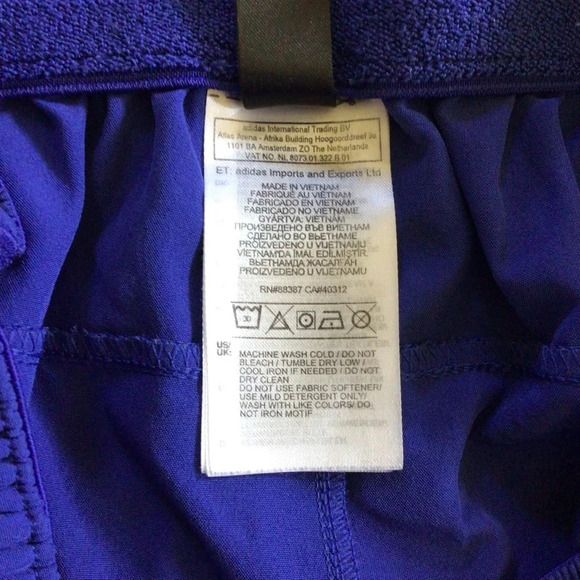 adidas International Trading BV
Atlas Arena - Afrika Building Hoogoorddreef 9a
1101 BA Amsterdam ZO The Netherlands
VAT NO. NL 8073.01.322.B.01
ET: adidas Imports and Exports Ltd
MADE IN VIETNAM
FABRIQUÉ AU VIETNAM
FABRICADO EN VIETNAM
FABRICADO NO VIETNAME
GYÁRTVA: VIETNAM
ПРОИЗВЕДЕНО ВЪВ ВИЕТНАМ
СДЕЛАНО ВО ВЬЕТНАМЕ
PROIZVEDENO U VIJETNAMU
VIETNAM'DA İMAL EDİLMİŞTİR.
PROIZVEDENO U VIJETNAMU
RN#88387 CA#40312
30
US/
UK:
MACHINE WASH COLD / DO NOT
BLEACH / TUMBLE DRY LOW /
COOL IRON IF NEEDED / DO NOT
DRY CLEAN
DO NOT USE FABRIC SOFTENER/
USE MILD DETERGENT ONLY/
WASH WITH LIKE COLORS/ DO
NOT IRON MOTIF